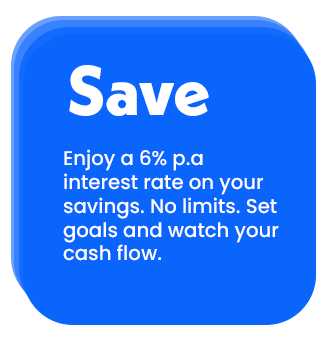 Save
Enjoy a 6% p.a
interest rate on your
savings. No limits. Set
goals and watch your
cash flow.